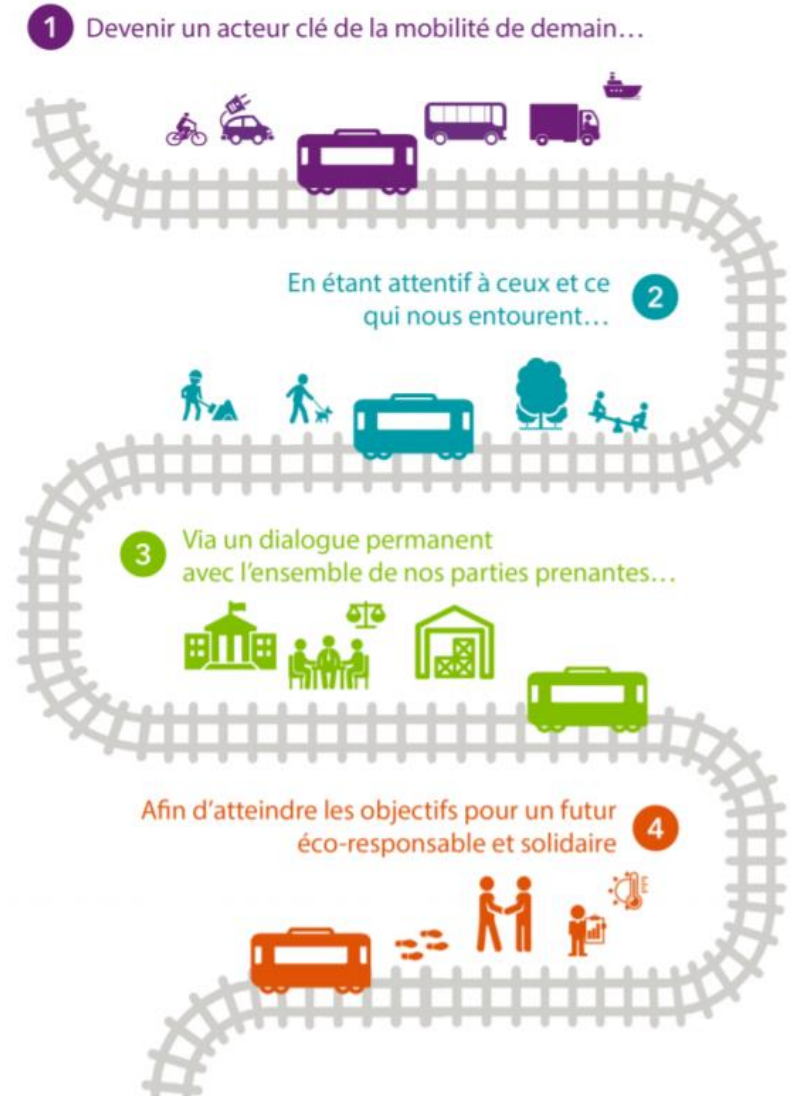 1 Devenir un acteur clé de la mobilité de demain...
En étant attentif à ceux et ce
qui nous entourent...
2
3
Via un dialogue permanent
avec l’ensemble de nos parties prenantes...
Afin d’atteindre les objectifs pour un futur
éco-responsable et solidaire
4